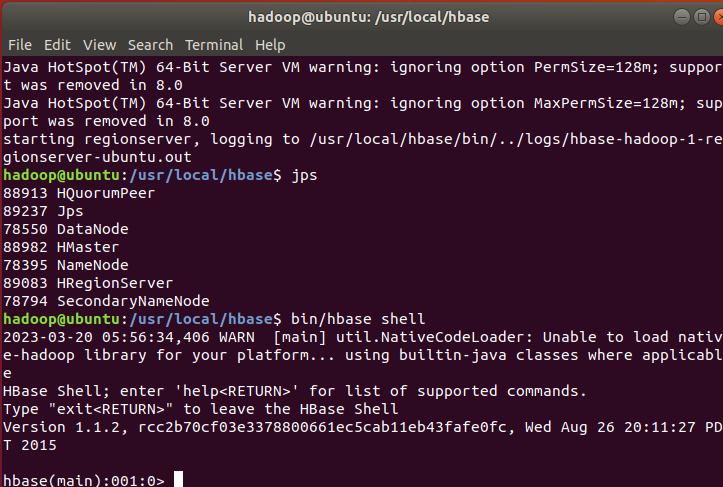 hadoop@ubuntu: /usr/local/hbase
File Edit View Search Terminal Help
Java HotSpot(TM) 64-Bit Server VM warning: ignoring option PermSize=128m; suppor
t was removed in 8.0
Java HotSpot(TM) 64-Bit Server VM warning: ignoring option MaxPermSize=128m; sup
port was removed in 8.0
starting regionserver, logging to /usr/local/hbase/bin/../logs/hbase-hadoop-1-re
gionserver-ubuntu.out
hadoop@ubuntu:/usr/local/hbase$ jps
88913 HQuorumPeer
89237 Jps
78550 DataNode
88982 HMaster
78395 NameNode
89083 HRegionServer
78794 SecondaryNameNode
hadoop@ubuntu:/usr/local/hbase$ bin/hbase shell
2023-03-20 05:56:34,406 WARN  [main] util.NativeCodeLoader: Unable to load nativ
e-hadoop library for your platform... using builtin-java classes where applicabl
e
HBase Shell; enter 'help<RETURN>' for list of supported commands.
Type "exit<RETURN>" to leave the HBase Shell
Version 1.1.2, rcc2b70cf03e3378800661ec5cab11eb43fafe0fc, Wed Aug 26 20:11:27 PD
T 2015
hbase(main):001:0>